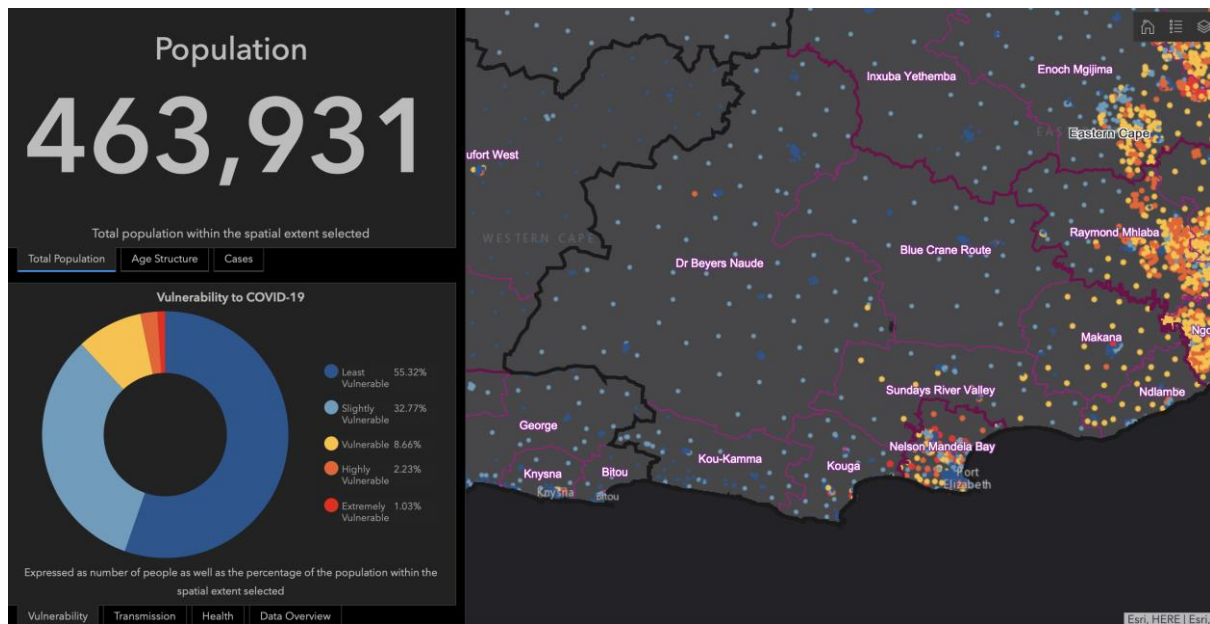 Population
463,931
Total population within the spatial extent selected
Total Population
Age Structure
Cases
Vulnerability to COVID-19
Least Vulnerable 55.32%
Slightly Vulnerable 32.77%
Vulnerable 8.66%
Highly Vulnerable 2.23%
Extremely Vulnerable 1.03%
Expressed as number of people as well as the percentage of the population within the
spatial extent selected
Vulnerability
Transmission
Health
Data Overview
Inxuba Yethemba
Enoch Mgijima
Eastern Cape
ufort West
WESTERN CAPE
Raymond Mhlaba
Dr Beyers Naude
Blue Crane Route
Makana
Ngq
Sundays River Valley
Ndlambe
George
Nelson Mandela Bay
Kou-Kamma
Kouga
Knysna
Bitou
Port
Elizabeth
Knysna
Bitou
Esri, HERE | Esri,